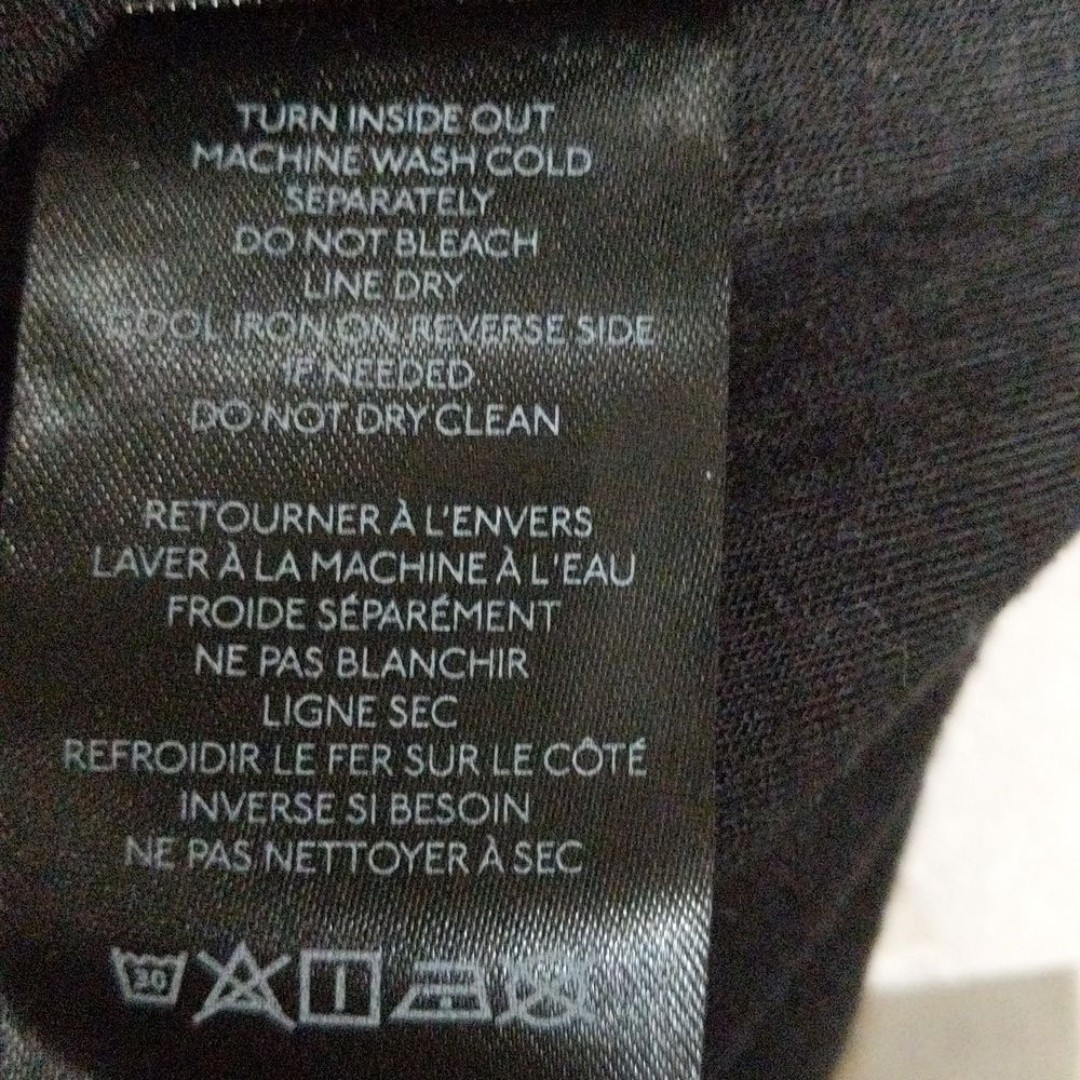 TURN INSIDE OUT
MACHINE WASH COLD
SEPARATELY
DO NOT BLEACH
LINE DRY
COOL IRON ON REVERSE SIDE
IF NEEDED
DO NOT DRY CLEAN
RETOURNER À L'ENVERS
LAVER À LA MACHINE À L'EAU
FROIDE SÉPARÉMENT
NE PAS BLANCHIR
LIGNE SEC
REFROIDIR LE FER SUR LE CÔTÉ
INVERSE SI BESOIN
NE PAS NETTOYER À SEC
30